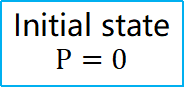 Initial state
P = 0